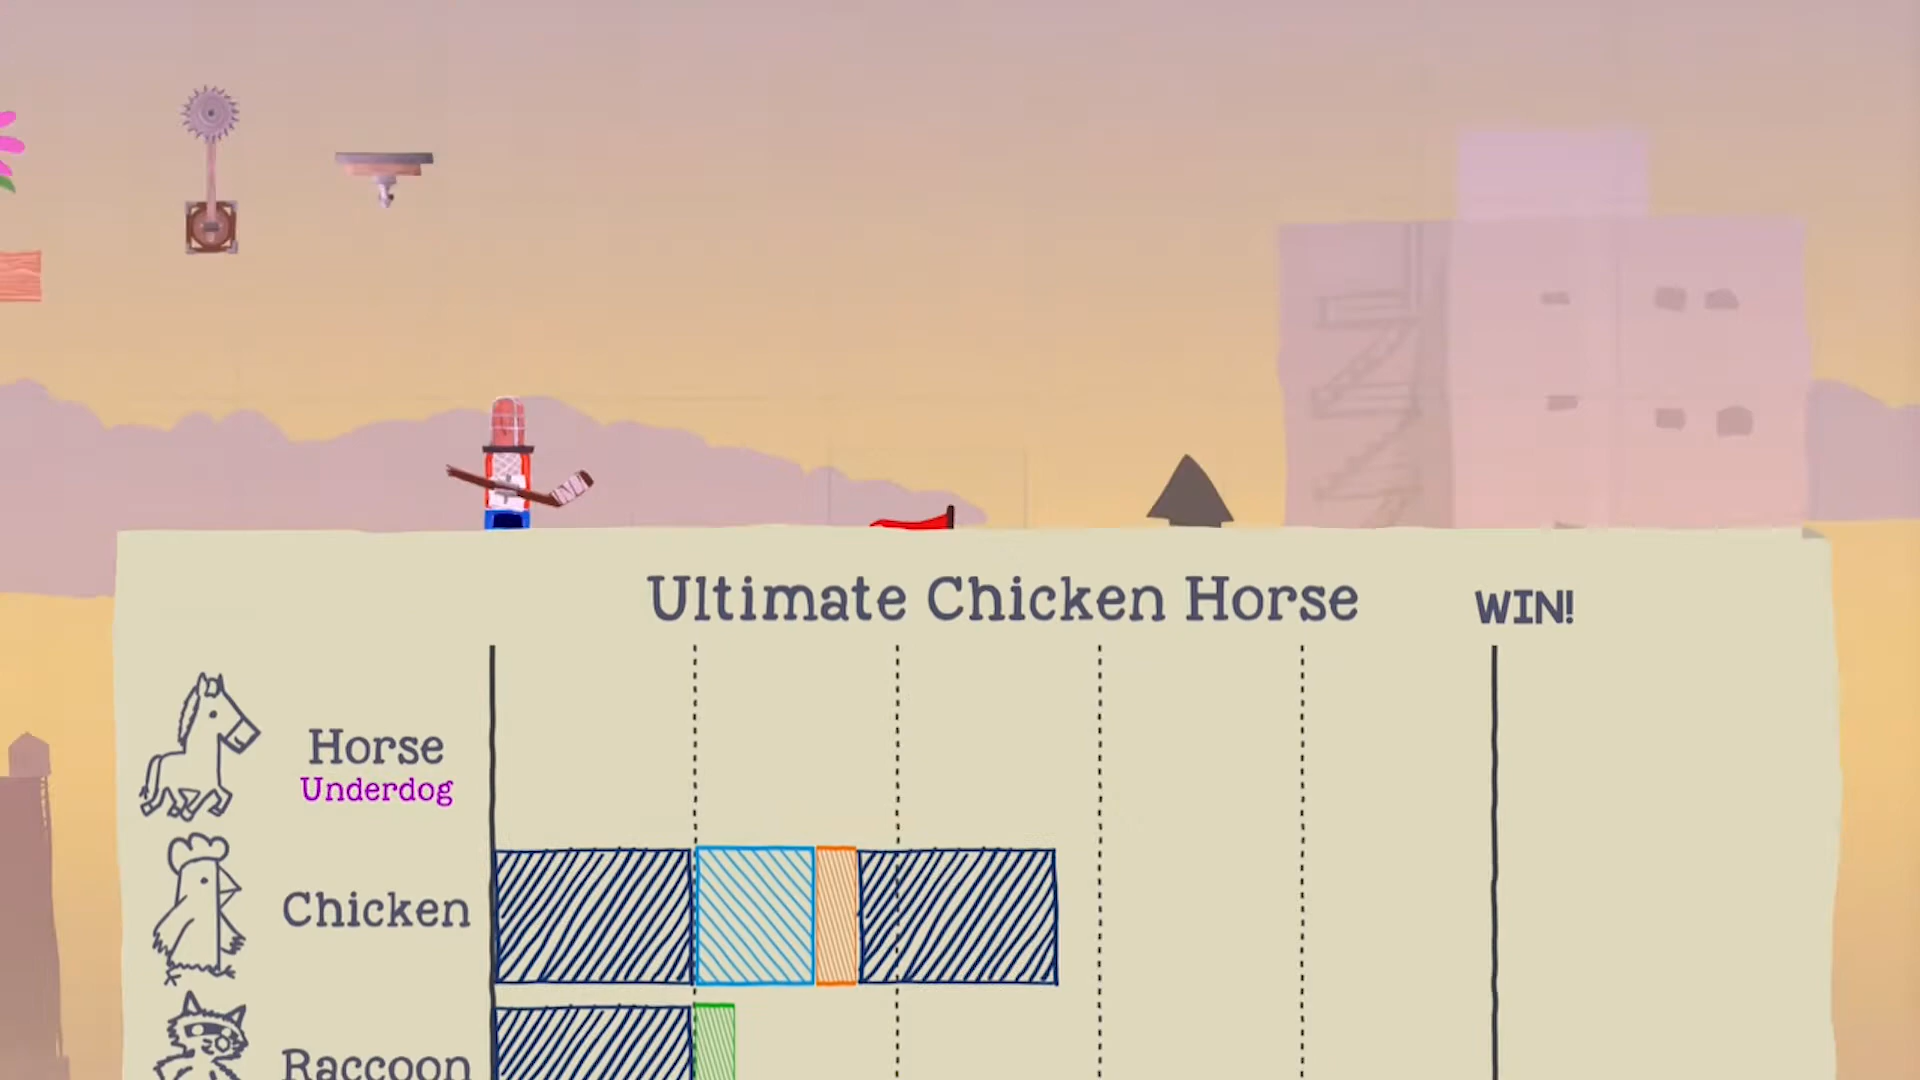 Ultimate Chicken Horse
WIN!
Horse
Underdog
Chicken
Raccoon